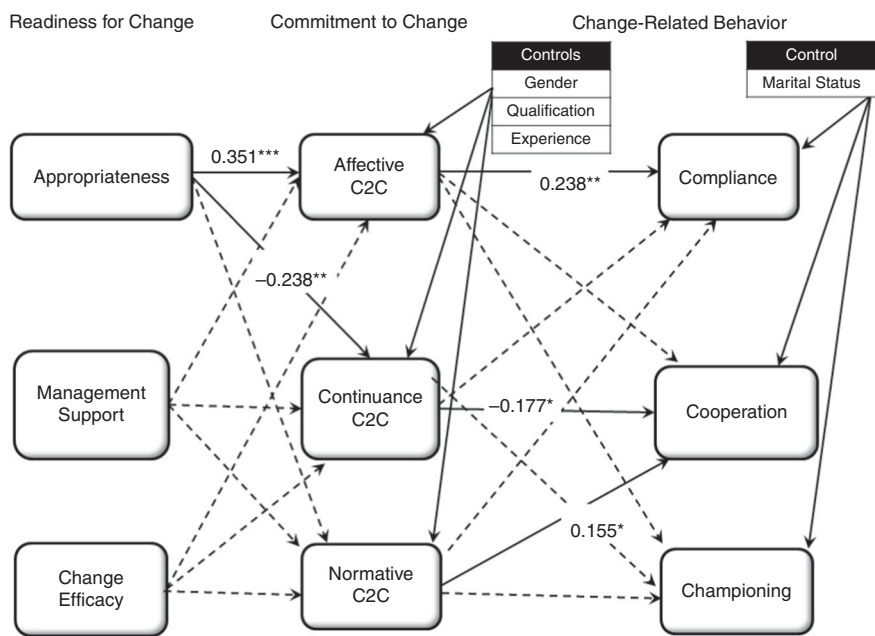 Readiness for Change
Commitment to Change
Change-Related Behavior
Controls
Gender
Qualification
Experience
Control
Marital Status
Appropriateness
0.351***
Affective
C2C
0.238**
Compliance
–0.238**
Management
Support
Continuance
C2C
–0.177*
Cooperation
0.155*
Change
Efficacy
Normative
C2C
Championing